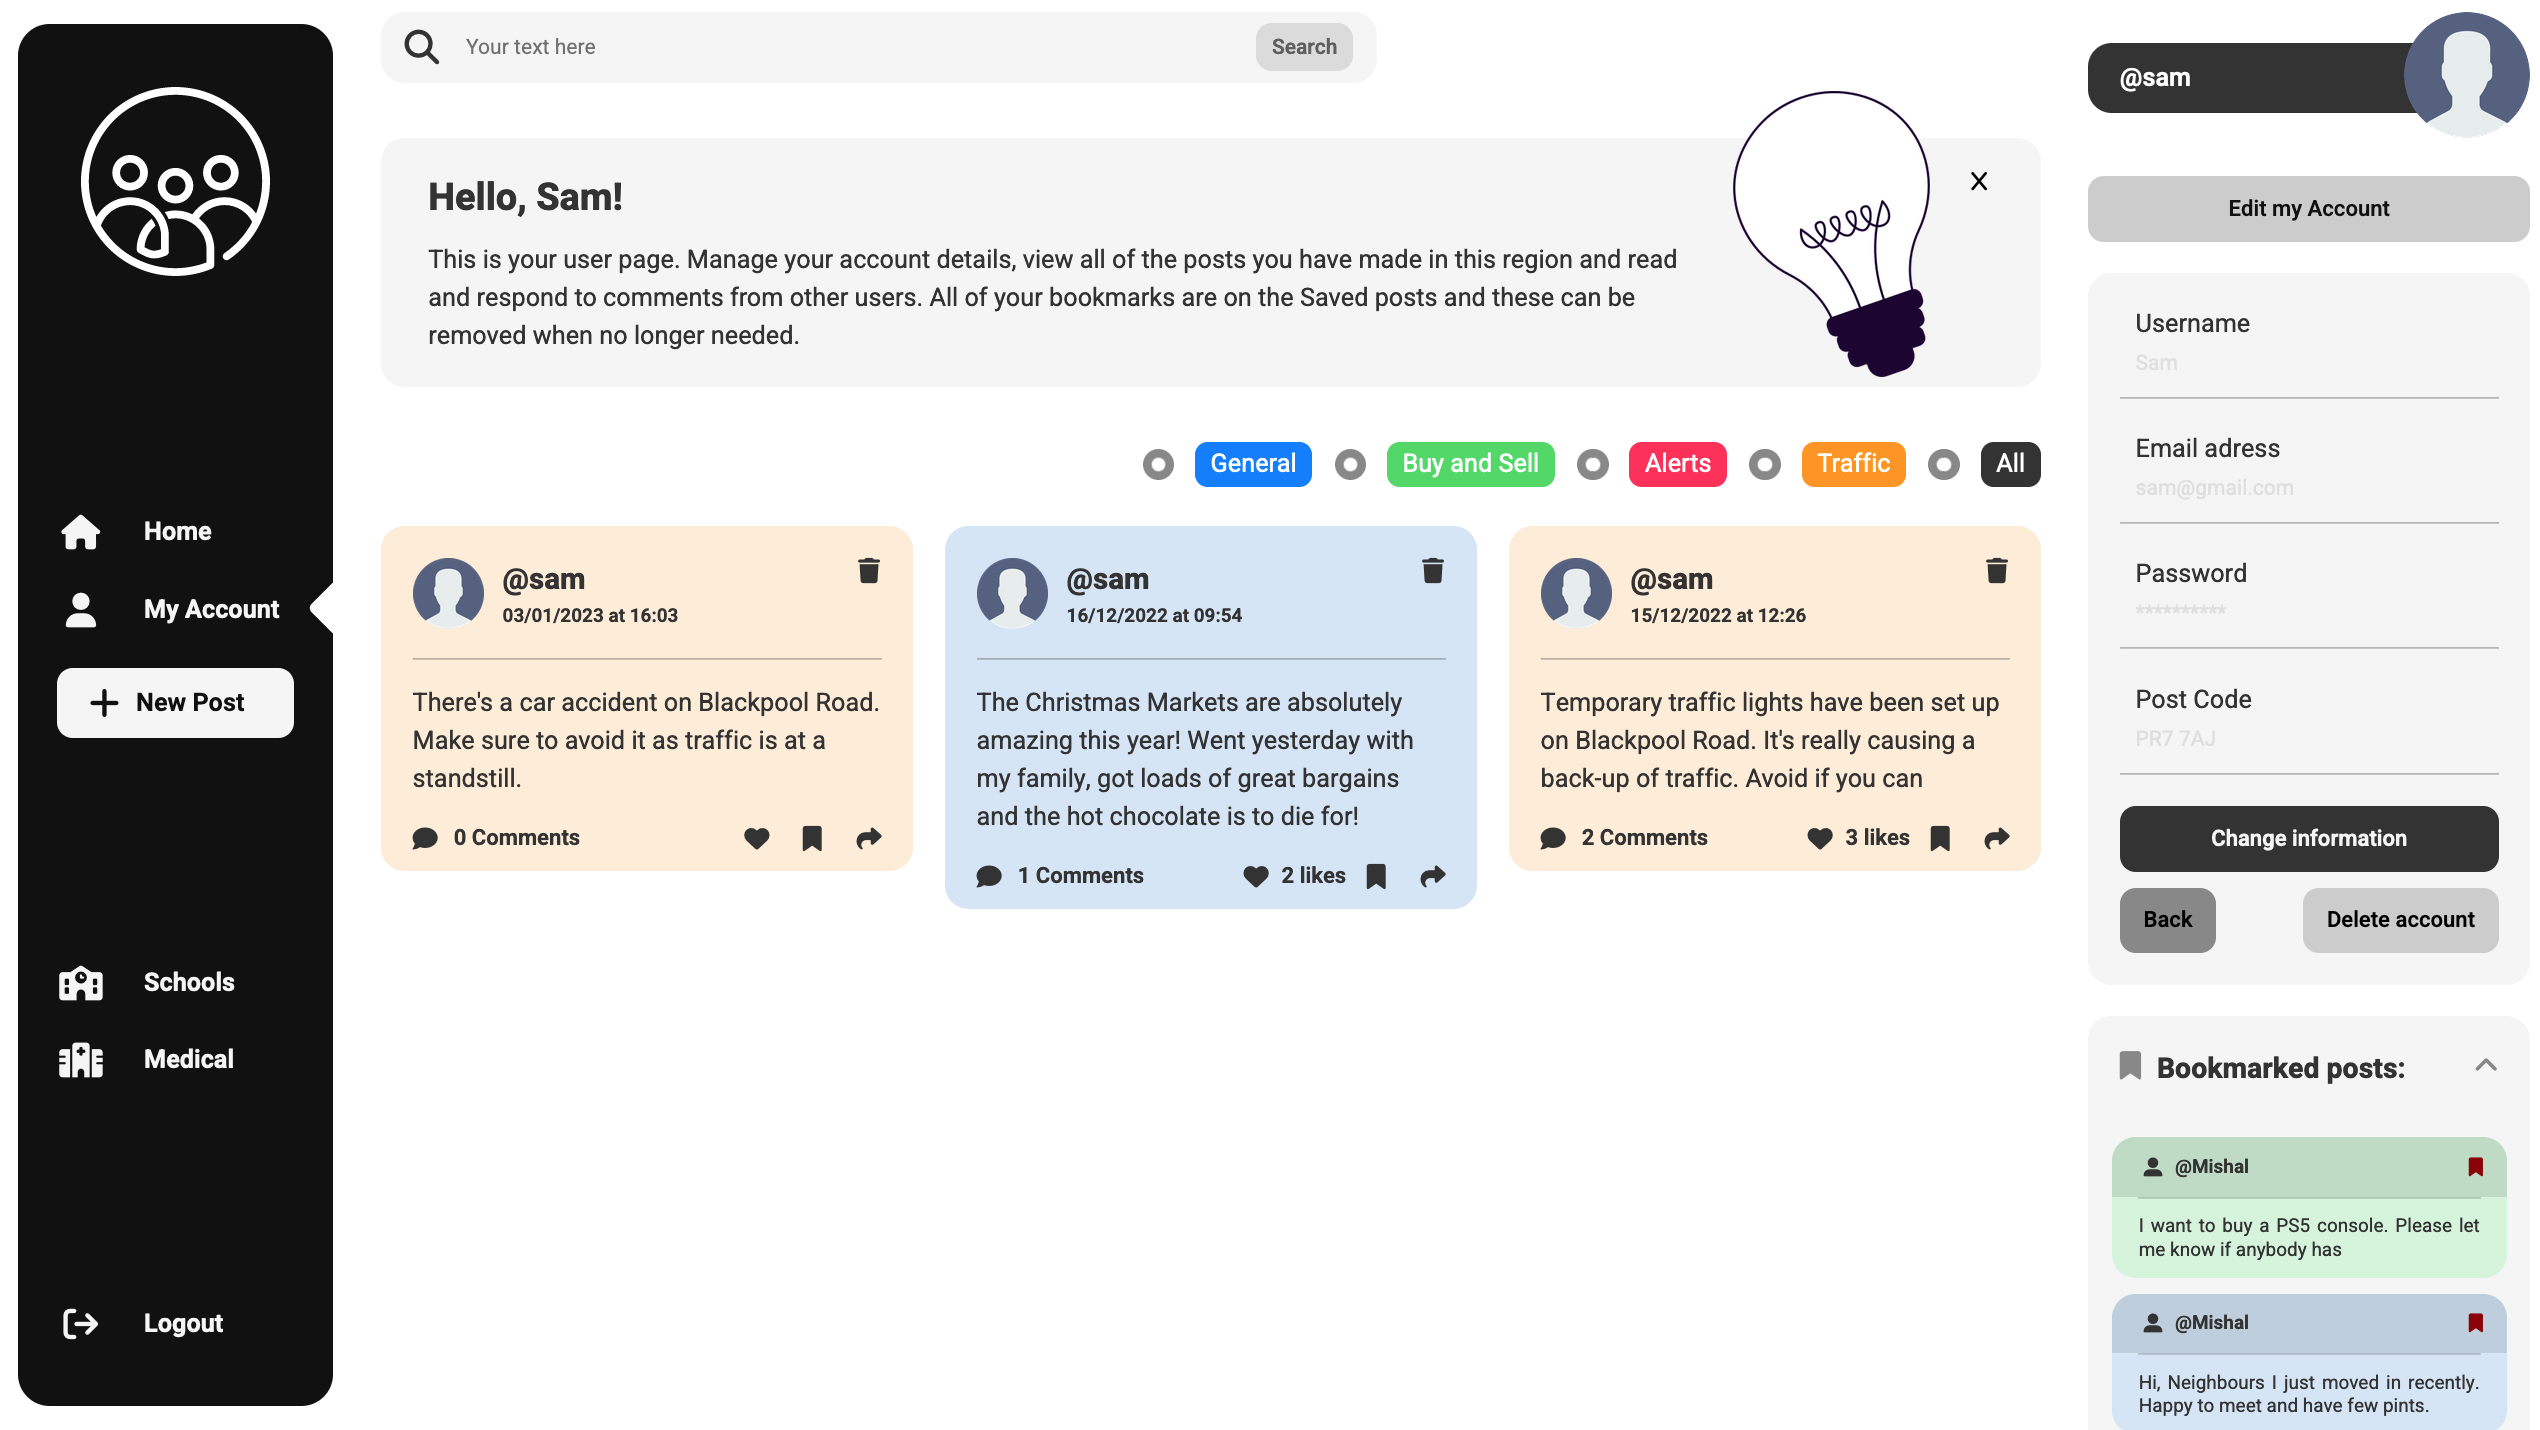 Home
My Account
New Post
Schools
Medical
Logout
Your text here
Search
Hello, Sam!
This is your user page. Manage your account details, view all of the posts you have made in this region and read
and respond to comments from other users. All of your bookmarks are on the Saved posts and these can be
removed when no longer needed.
X
General
Buy and Sell
Alerts
Traffic
All
@sam
03/01/2023 at 16:03
There's a car accident on Blackpool Road.
Make sure to avoid it as traffic is at a
standstill.
0 Comments
@sam
16/12/2022 at 09:54
The Christmas Markets are absolutely
amazing this year! Went yesterday with
my family, got loads of great bargains
and the hot chocolate is to die for!
1 Comments
2 likes
@sam
15/12/2022 at 12:26
Temporary traffic lights have been set up
on Blackpool Road. It's really causing a
back-up of traffic. Avoid if you can
2 Comments
3 likes
@sam
Edit my Account
Username
Sam
Email adress
sam@gmail.com
Password
**********
Post Code
PR7 7AJ
Change information
Back
Delete account
Bookmarked posts:
@Mishal
I want to buy a PS5 console. Please let
me know if anybody has
@Mishal
Hi, Neighbours I just moved in recently.
Happy to meet and have few pints.